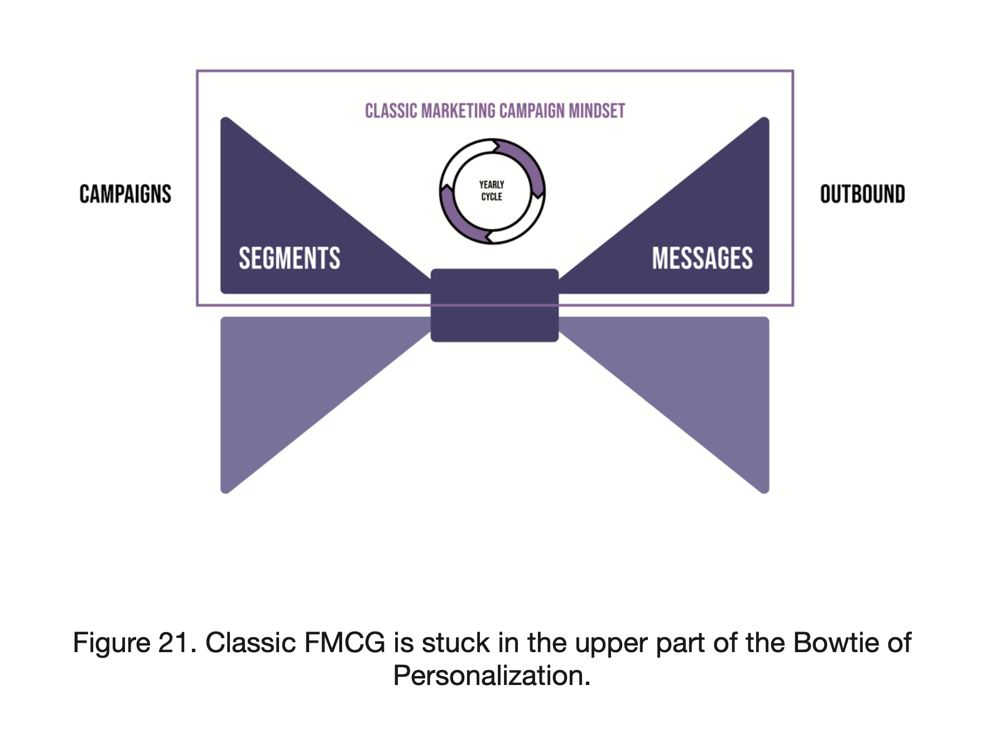 CLASSIC MARKETING CAMPAIGN MINDSET
CAMPAIGNS
YEARLY
CYCLE
OUTBOUND
SEGMENTS
MESSAGES
Figure 21. Classic FMCG is stuck in the upper part of the Bowtie of
Personalization.